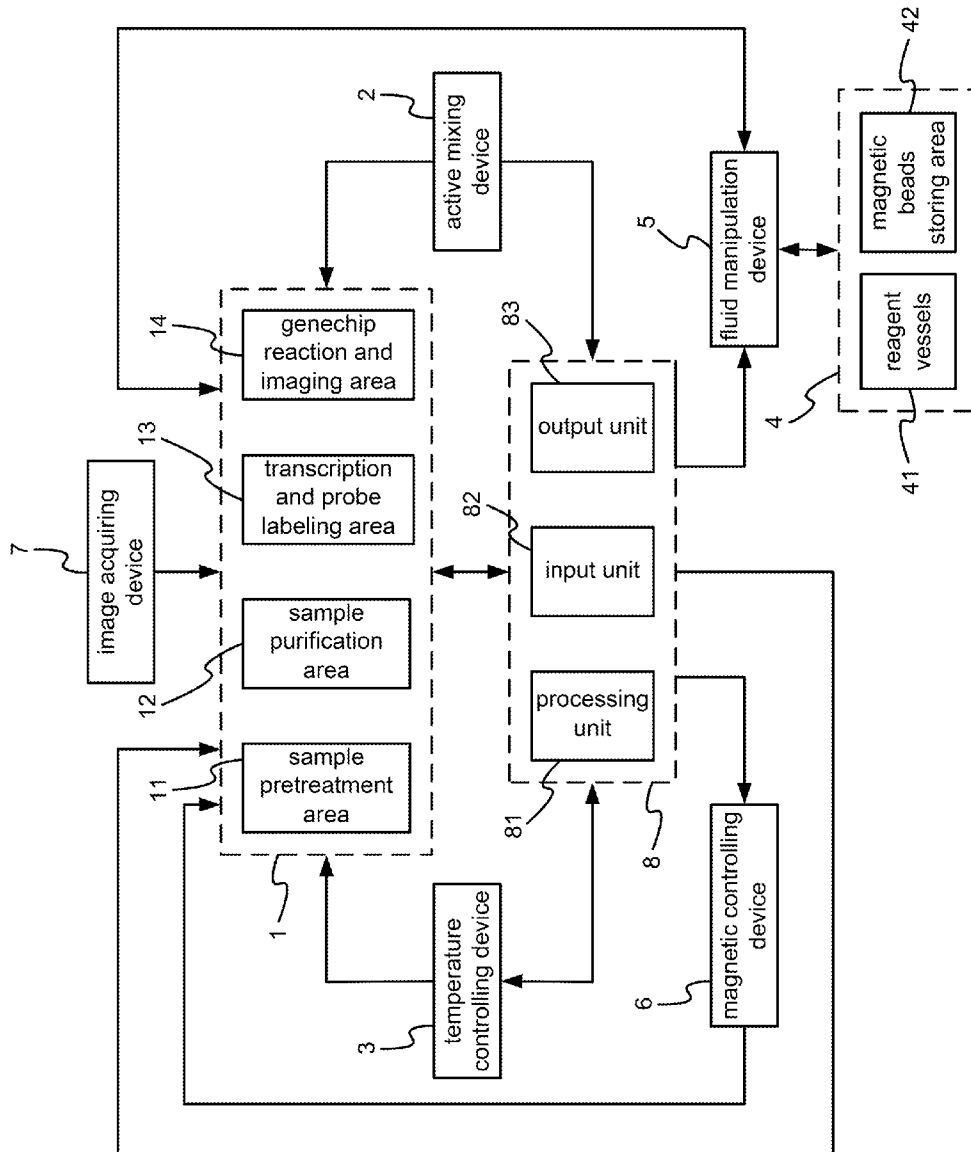 7
image acquiring
device
11
12
13
14
sample
pretreatment
area
sample
purification
area
transcription
and probe
labeling area
genechip
reaction and
imaging area
1
3
temperature
controlling device
2
active mixing
device
81
82
83
processing
unit
input unit
output unit
8
6
magnetic controlling
device
5
fluid manipulation
device
4
41
42
reagent
vessels
magnetic
beads
storing area